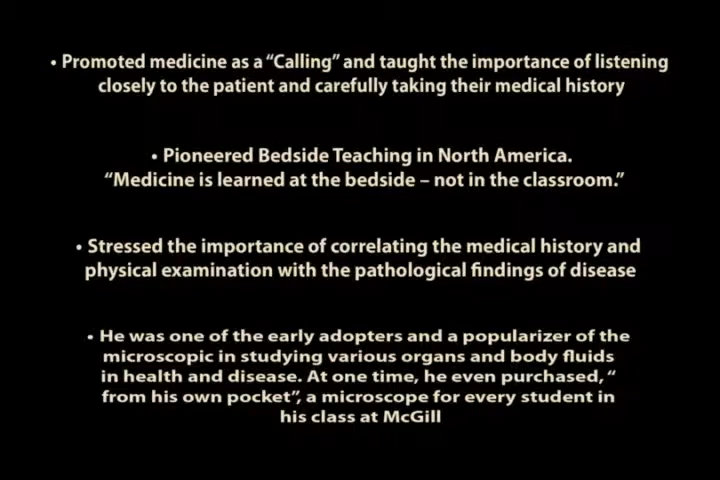 • Promoted medicine as a “Calling” and taught the importance of listening
closely to the patient and carefully taking their medical history
• Pioneered Bedside Teaching in North America.
“Medicine is learned at the bedside – not in the classroom.”
• Stressed the importance of correlating the medical history and
physical examination with the pathological findings of disease
• He was one of the early adopters and a popularizer of the
microscopic in studying various organs and body fluids
in health and disease. At one time, he even purchased, “
from his own pocket”, a microscope for every student in
his class at McGill